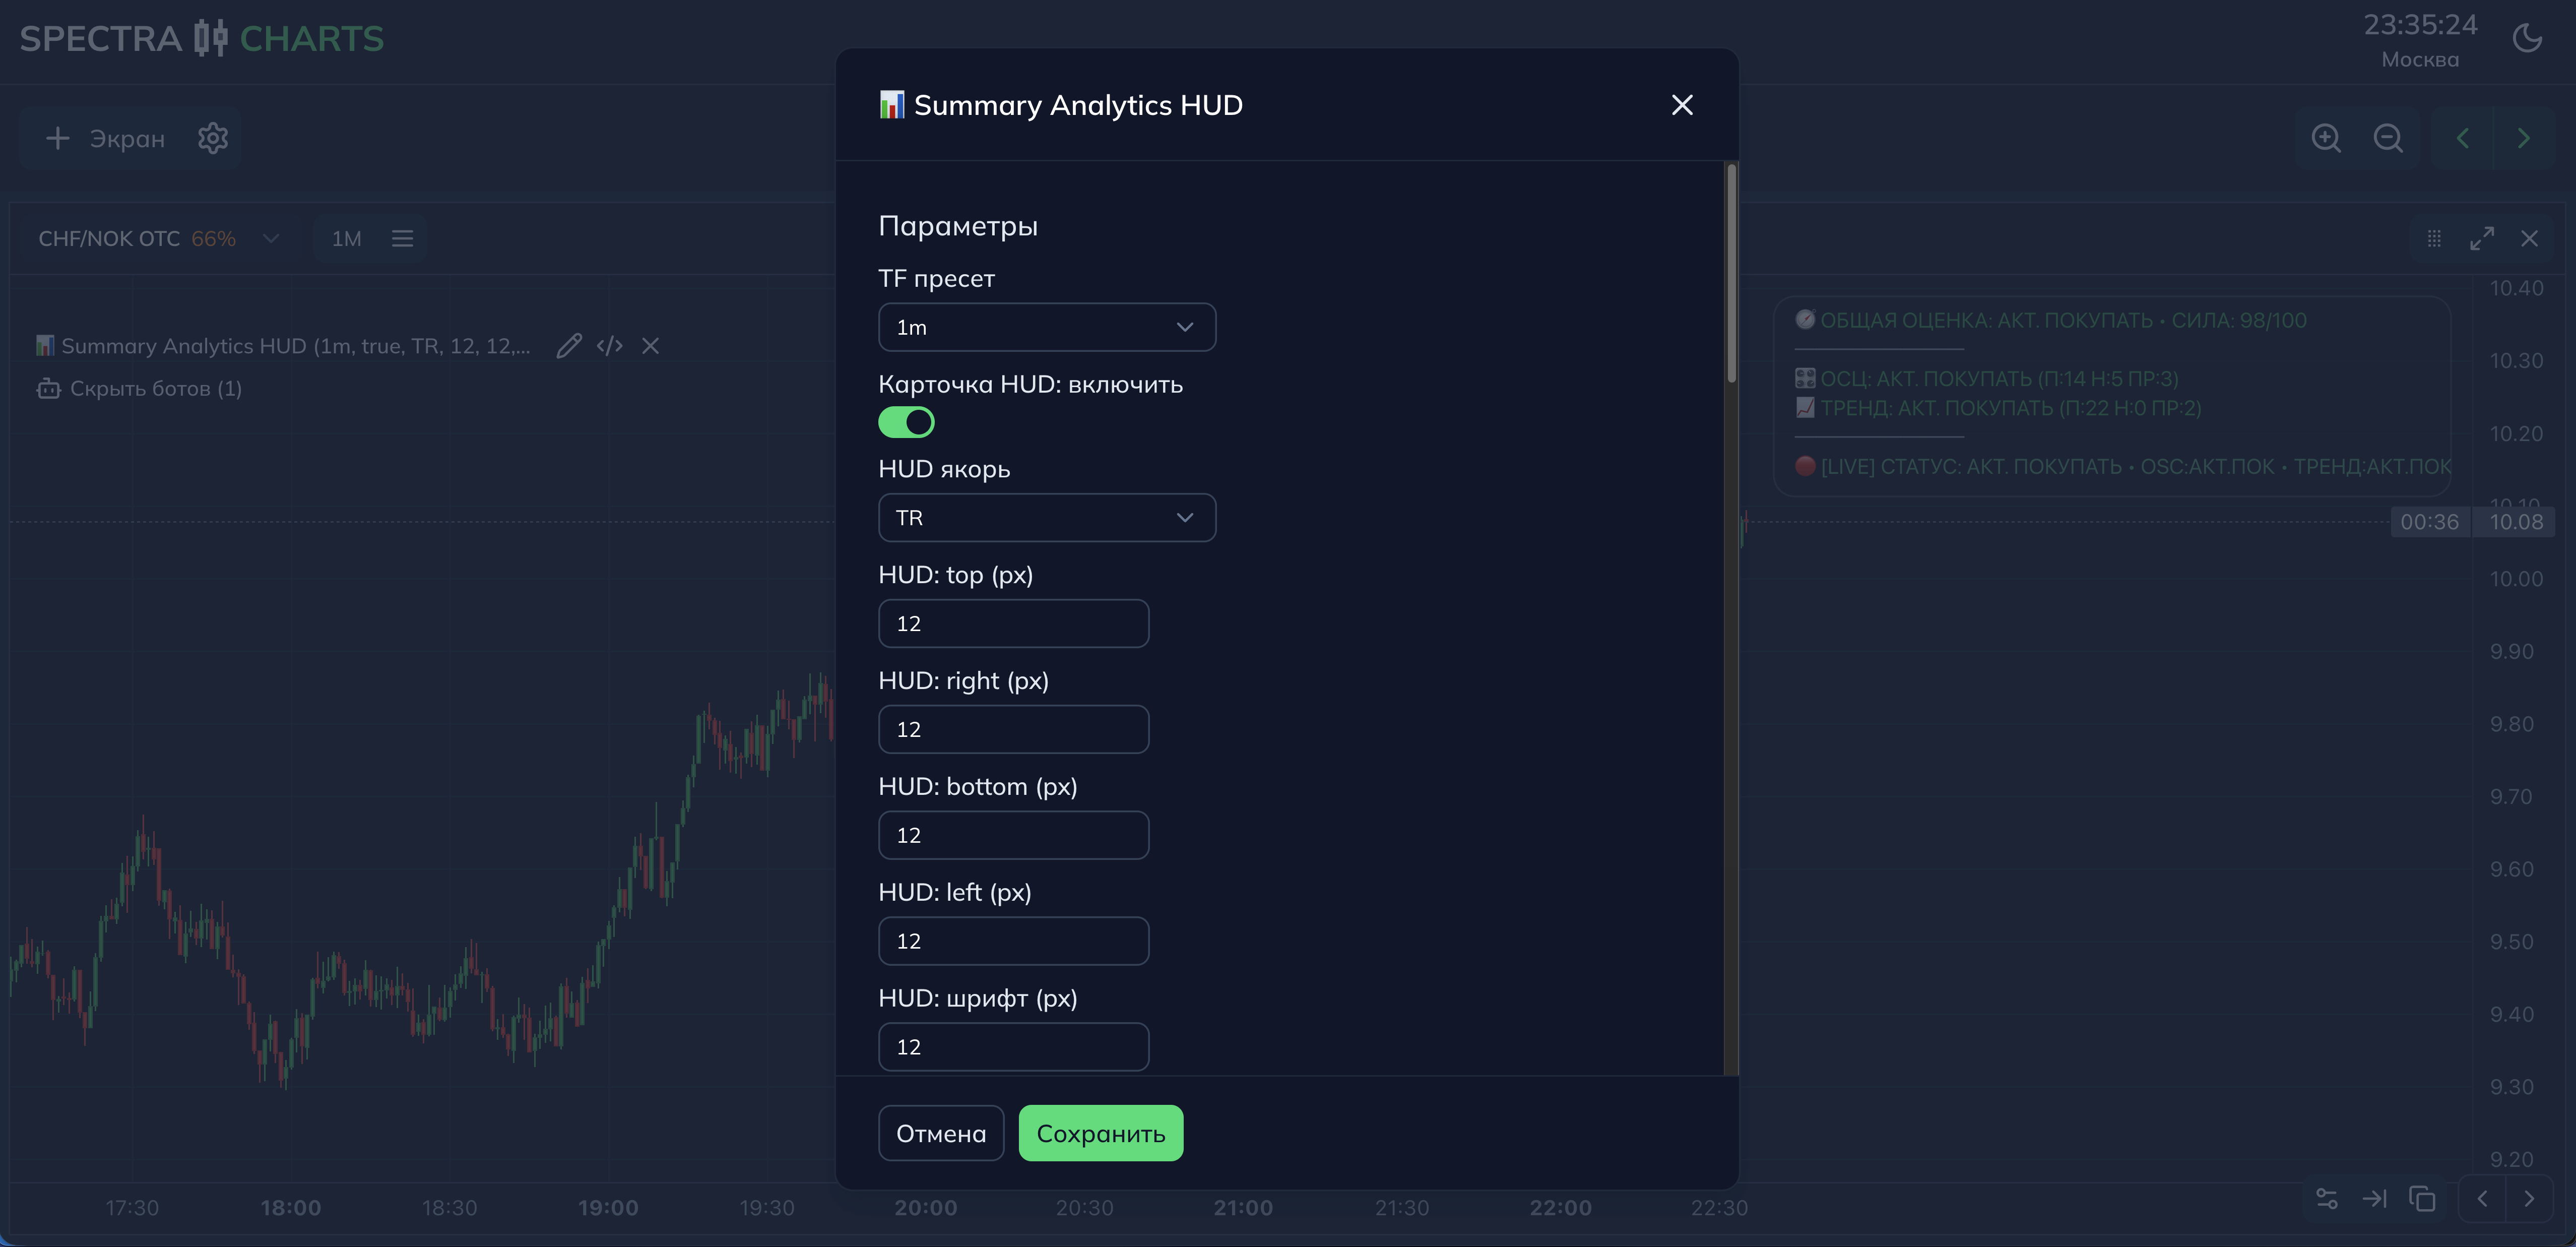 SPECTRA CHARTS
23:35:24
Москва
Экран
CHF/NOK OTC 66%
1M
Summary Analytics HUD (1m, true, TR, 12, 12,...
Скрыть ботов (1)
Summary Analytics HUD
Параметры
TF пресет
1m
Карточка HUD: включить
HUD якорь
TR
HUD: top (px)
12
HUD: right (px)
12
HUD: bottom (px)
12
HUD: left (px)
12
HUD: шрифт (px)
12
Отмена
Сохранить
ОБЩАЯ ОЦЕНКА: АКТ. ПОКУПАТЬ • СИЛА: 98/100
ОСЦ: АКТ. ПОКУПАТЬ (П:14 Н:5 ПР:3)
ТРЕНД: АКТ. ПОКУПАТЬ (П:22 Н:0 ПР:2)
[LIVE] СТАТУС: АКТ. ПОКУПАТЬ • OSC:АКТ.ПОК • ТРЕНД:АКТ.ПОК
10.40
10.30
10.20
10.10
00:36 10.08
10.00
9.90
9.80
9.70
9.60
9.50
9.40
9.30
9.20
17:30 18:00 18:30 19:00 19:30 20:00 20:30 21:00 21:30 22:00 22:30